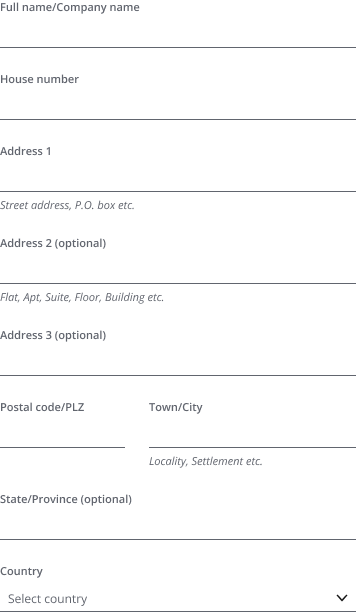 Full name/Company name
House number
Address 1
Street address, P.O. box etc.
Address 2 (optional)
Flat, Apt, Suite, Floor, Building etc.
Address 3 (optional)
Postal code/PLZ Town/City
Locality, Settlement etc.
State/Province (optional)
Country
Select country